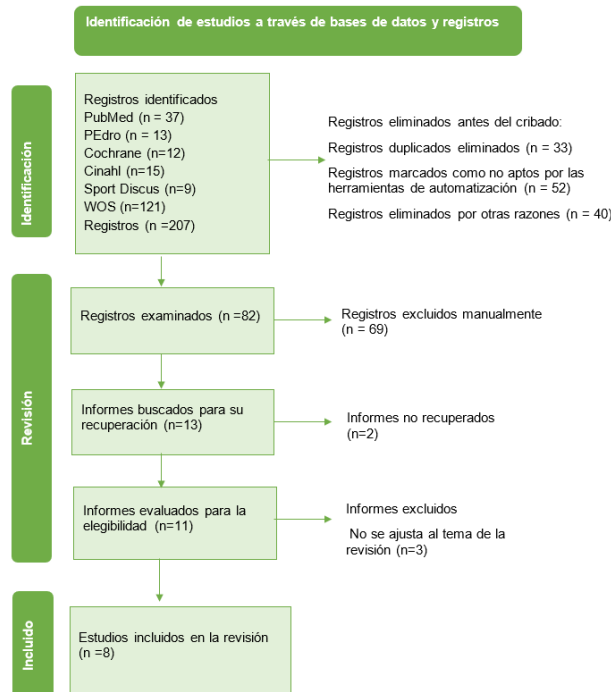 Identificación de estudios a través de bases de datos y registros
Identificación
Registros identificados
PubMed (n = 37)
PEdro (n = 13)
Cochrane (n=12)
Cinahl (n=15)
Sport Discus (n=9)
WOS (n=121)
Registros (n =207)
Registros eliminados antes del cribado:
Registros duplicados eliminados (n = 33)
Registros marcados como no aptos por las
herramientas de automatización (n = 52)
Registros eliminados por otras razones (n = 40)
Revisión
Registros examinados (n =82)
Registros excluidos manualmente
(n = 69)
Informes buscados para su
recuperación (n=13)
Informes no recuperados
(n=2)
Informes evaluados para la
elegibilidad (n=11)
Informes excluidos
No se ajusta al tema de la
revisión (n=3)
Incluido
Estudios incluidos en la revisión
(n =8)